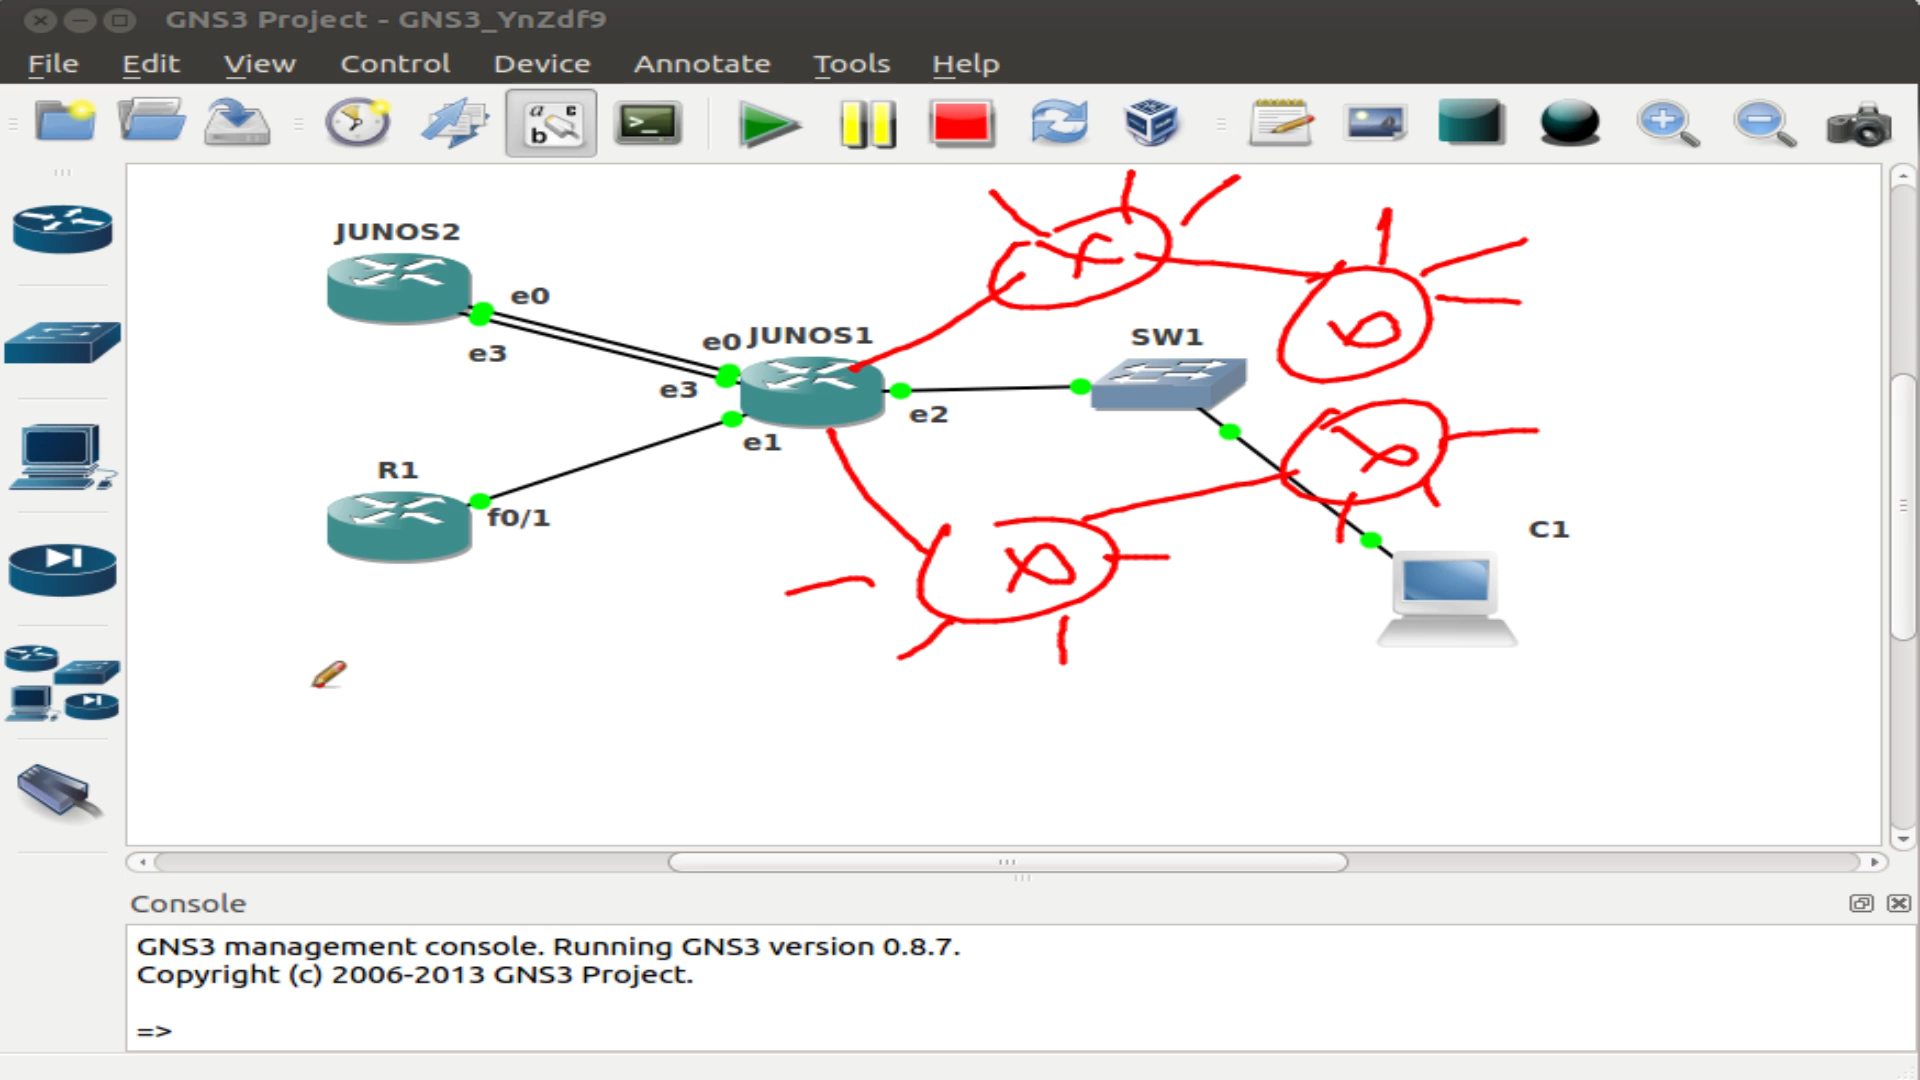 GNS3 Project - GNS3_YnZdf9
File Edit View Control Device Annotate Tools Help
JUNOS2
e0
e3
e0
JUNOS1
e3
e1
e2
SW1
R1
f0/1
C1
Console
GNS3 management console. Running GNS3 version 0.8.7.
Copyright (c) 2006-2013 GNS3 Project.
=>